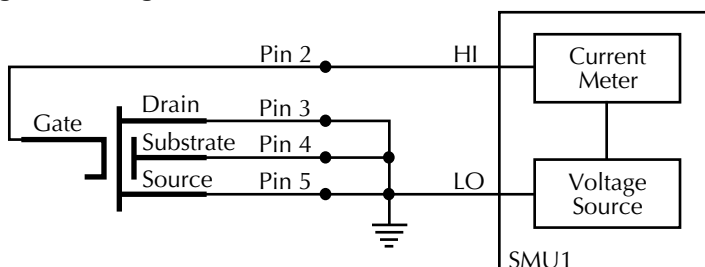 Pin 2
HI
Current
Meter
Drain
Pin 3
Gate
Substrate
Pin 4
Source
Pin 5
LO
Voltage
Source
SMU1